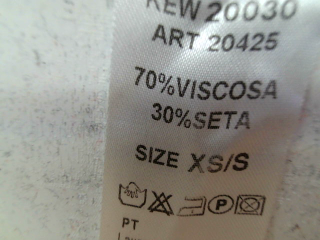 KEW 20030
ART 20425
70%VISCOSA
30%SETA
SIZE XS/S
P
PT